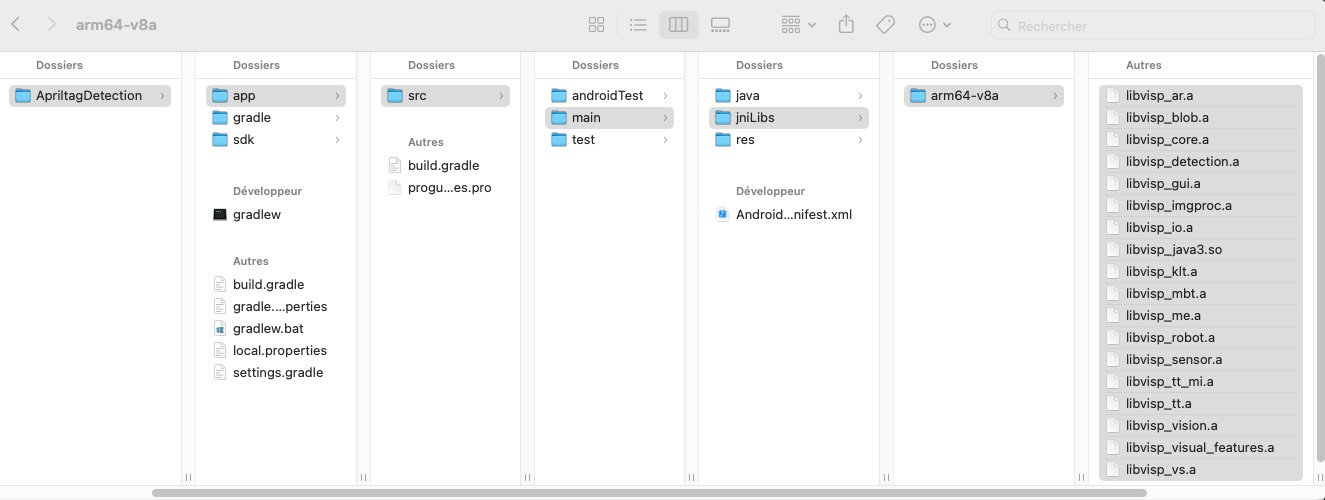 arm64-v8a
Rechercher
Dossiers
ApriltagDetection
Dossiers
app
gradle
sdk
Développeur
gradlew
Autres
build.gradle
gradle....perties
gradlew.bat
local.properties
settings.gradle
Dossiers
src
Autres
build.gradle
progu...es.pro
Dossiers
androidTest
main
test
Dossiers
java
jniLibs
res
Développeur
Android...nifest.xml
Dossiers
arm64-v8a
Autres
libvisp_ar.a
libvisp_blob.a
libvisp_core.a
libvisp_detection.a
libvisp_gui.a
libvisp_imgproc.a
libvisp_io.a
libvisp_java3.so
libvisp_klt.a
libvisp_mbt.a
libvisp_me.a
libvisp_robot.a
libvisp_sensor.a
libvisp_tt_mi.a
libvisp_tt.a
libvisp_vision.a
libvisp_visual_features.a
libvisp_vs.a